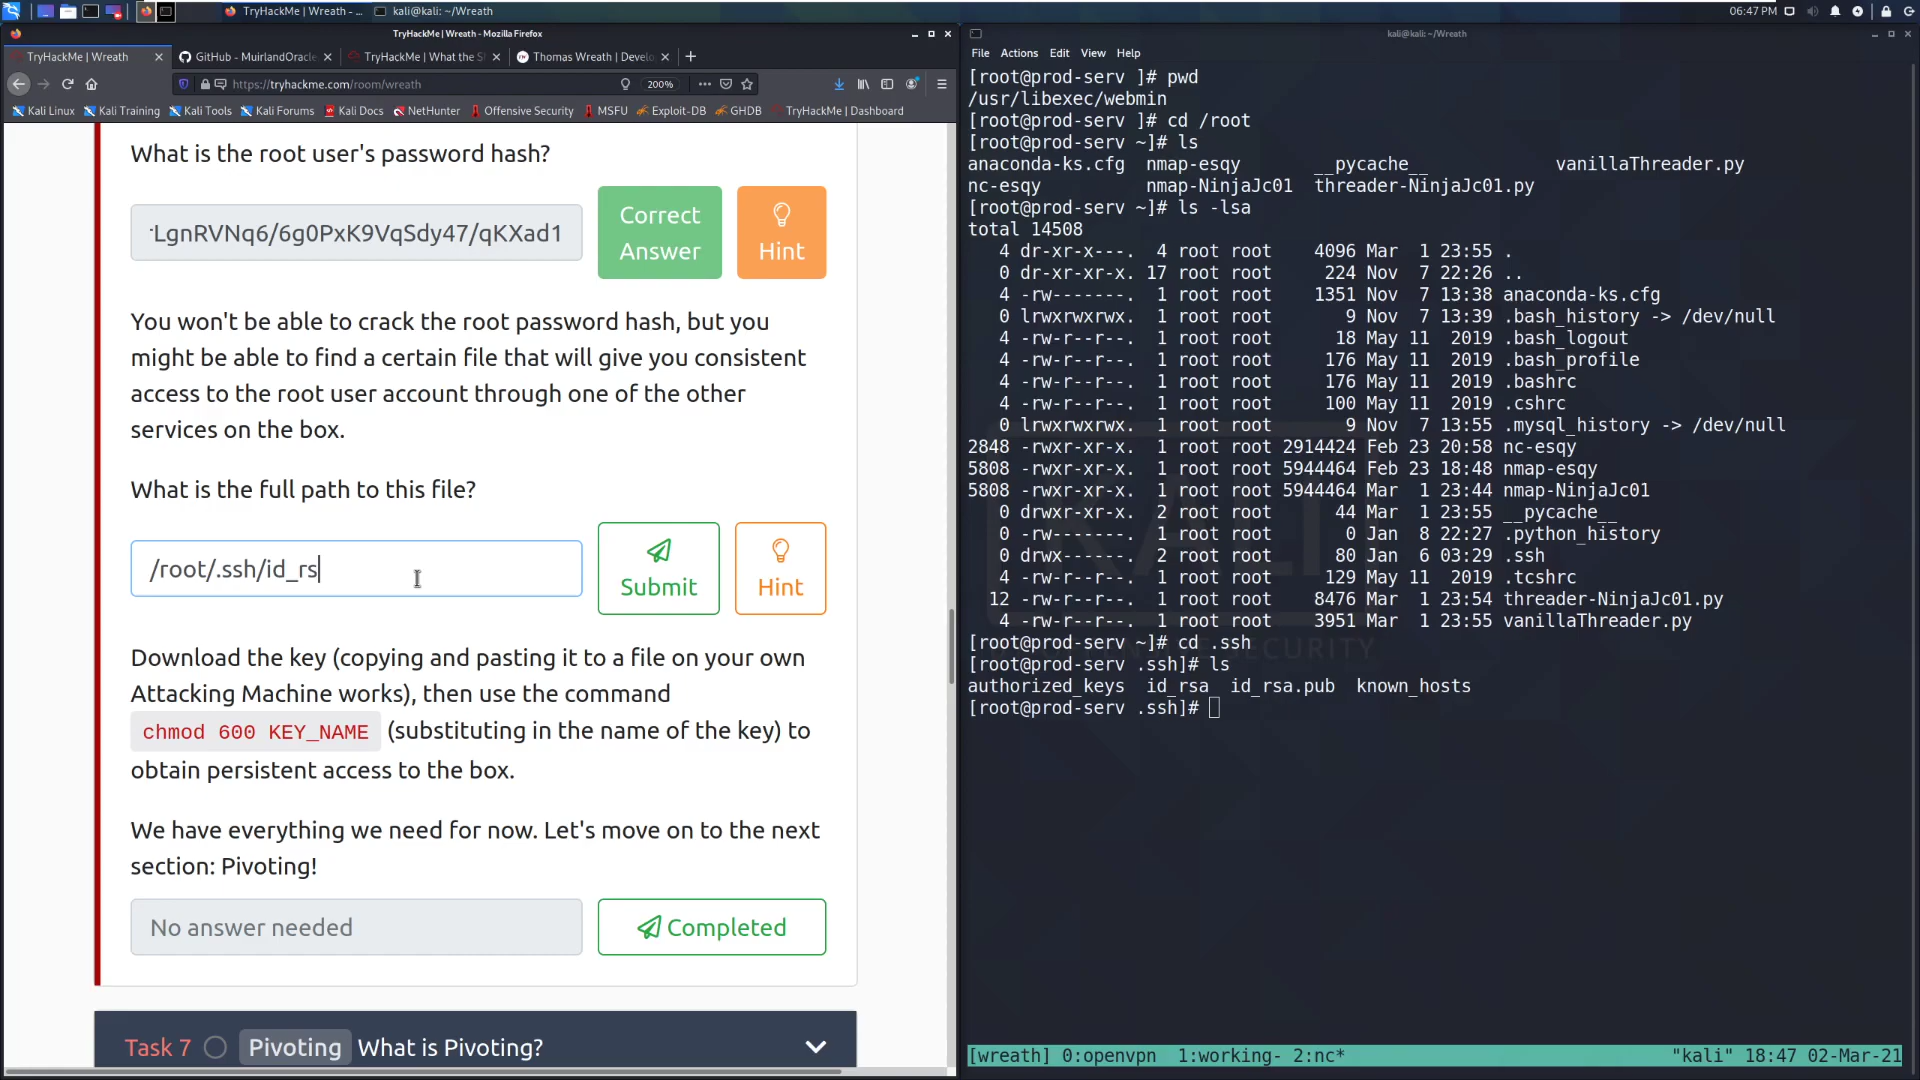 TryHackMe | Wreath - ...
kali@kali: ~/Wreath
06:47 PM
TryHackMe | Wreath - Mozilla Firefox
TryHackMe | Wreath
GitHub - MuirlandOracle
TryHackMe | What the S
Thomas Wreath | Develo
https://tryhackme.com/room/wreath
200%
Kali Linux
Kali Training
Kali Tools
Kali Forums
Kali Docs
NetHunter
Offensive Security
MSFU
Exploit-DB
GHDB
TryHackMe | Dashboard
What is the root user's password hash?
LgnRVNq6/6g0PxK9VqSdy47/qKXad1
Correct
Answer
Hint
You won't be able to crack the root password hash, but you
might be able to find a certain file that will give you consistent
access to the root user account through one of the other
services on the box.
What is the full path to this file?
/root/.ssh/id_rs
Submit
Hint
Download the key (copying and pasting it to a file on your own
Attacking Machine works), then use the command
chmod 600 KEY_NAME (substituting in the name of the key) to
obtain persistent access to the box.
We have everything we need for now. Let's move on to the next
section: Pivoting!
No answer needed
Completed
Task 7 Pivoting What is Pivoting?
kali@kali: ~/Wreath
File Actions Edit View Help
[root@prod-serv ]# pwd
/usr/libexec/webmin
[root@prod-serv ]# cd /root
[root@prod-serv ~]# ls
anaconda-ks.cfg nmap-esqy __pycache__ vanillaThreader.py
nc-esqy nmap-NinjaJc01 threader-NinjaJc01.py
[root@prod-serv ~]# ls -lsa
total 14508
4 dr-xr-x---. 4 root root 4096 Mar 1 23:55 .
0 dr-xr-xr-x. 17 root root 224 Nov 7 22:26 ..
4 -rw-------. 1 root root 1351 Nov 7 13:38 anaconda-ks.cfg
0 lrwxrwxrwx. 1 root root 9 Nov 7 13:39 .bash_history -> /dev/null
4 -rw-r--r--. 1 root root 18 May 11 2019 .bash_logout
4 -rw-r--r--. 1 root root 176 May 11 2019 .bash_profile
4 -rw-r--r--. 1 root root 176 May 11 2019 .bashrc
4 -rw-r--r--. 1 root root 100 May 11 2019 .cshrc
0 lrwxrwxrwx. 1 root root 9 Nov 7 13:55 .mysql_history -> /dev/null
2848 -rwxr-xr-x. 1 root root 2914424 Feb 23 20:58 nc-esqy
5808 -rwxr-xr-x. 1 root root 5944464 Feb 23 18:48 nmap-esqy
5808 -rwxr-xr-x. 1 root root 5944464 Mar 1 23:44 nmap-NinjaJc01
0 drwxr-xr-x. 2 root root 44 Mar 1 23:55 __pycache__
0 -rw-------. 1 root root 0 Jan 8 22:27 .python_history
0 drwx------. 2 root root 80 Jan 6 03:29 .ssh
4 -rw-r--r--. 1 root root 129 May 11 2019 .tcshrc
12 -rw-r--r--. 1 root root 8476 Mar 1 23:54 threader-NinjaJc01.py
4 -rw-r--r--. 1 root root 3951 Mar 1 23:55 vanillaThreader.py
[root@prod-serv ~]# cd .ssh
[root@prod-serv .ssh]# ls
authorized_keys id_rsa id_rsa.pub known_hosts
[root@prod-serv .ssh]#
[wreath] 0:openvpn 1:working- 2:nc* "kali" 18:47 02-Mar-21